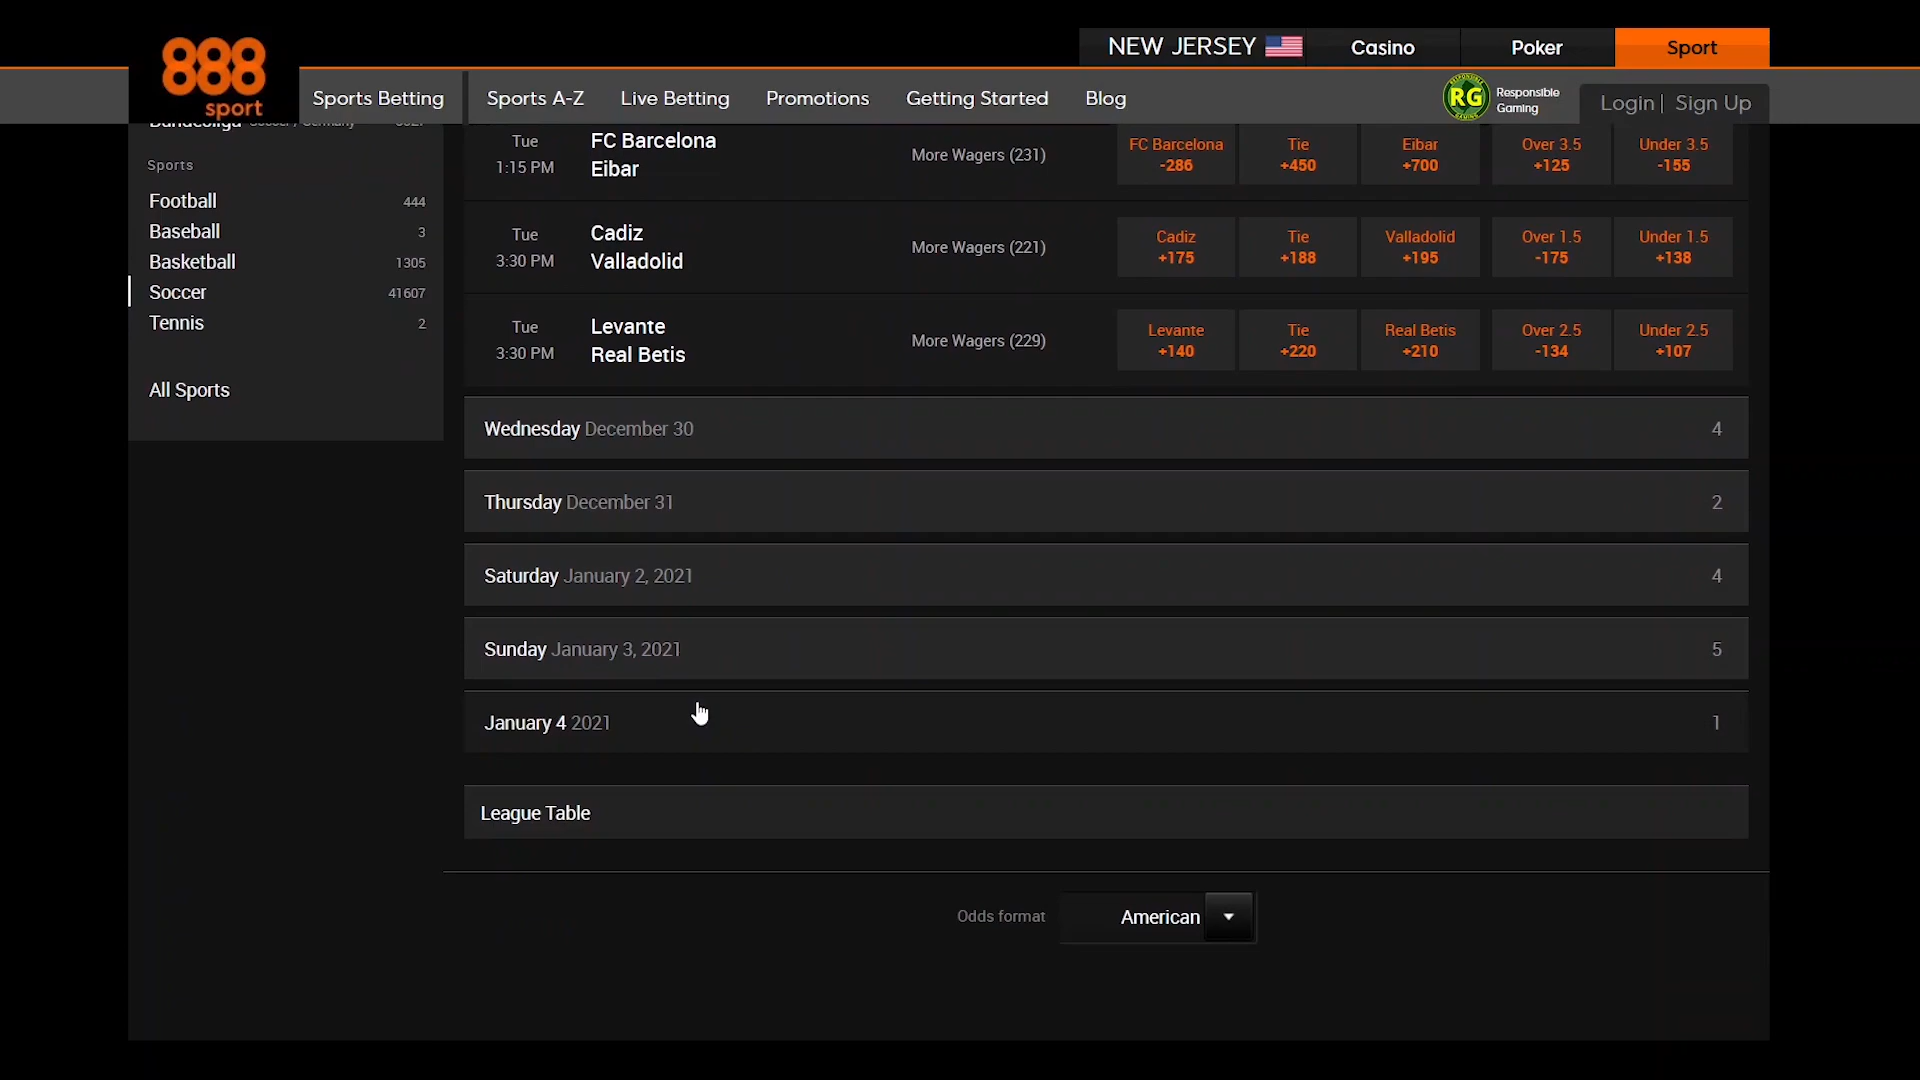 888
sport
NEW JERSEY
Casino
Poker
Sport
Sports Betting
Sports A-Z
Live Betting
Promotions
Getting Started
Blog
RESPONSIBLE
RG
GAMING
Responsible
Gaming
Login | Sign Up
Bundesliga Soccer / Germany
Sports
Football 444
Baseball 3
Basketball 1305
Soccer 41607
Tennis 2
All Sports
Tue
1:15 PM
FC Barcelona
Eibar
More Wagers (231)
FC Barcelona
-286
Tie
+450
Eibar
+700
Over 3.5
+125
Under 3.5
-155
Tue
3:30 PM
Cadiz
Valladolid
More Wagers (221)
Cadiz
+175
Tie
+188
Valladolid
+195
Over 1.5
-175
Under 1.5
+138
Tue
3:30 PM
Levante
Real Betis
More Wagers (229)
Levante
+140
Tie
+220
Real Betis
+210
Over 2.5
-134
Under 2.5
+107
Wednesday December 30 4
Thursday December 31 2
Saturday January 2, 2021 4
Sunday January 3, 2021 5
January 4 2021 1
League Table
Odds format American